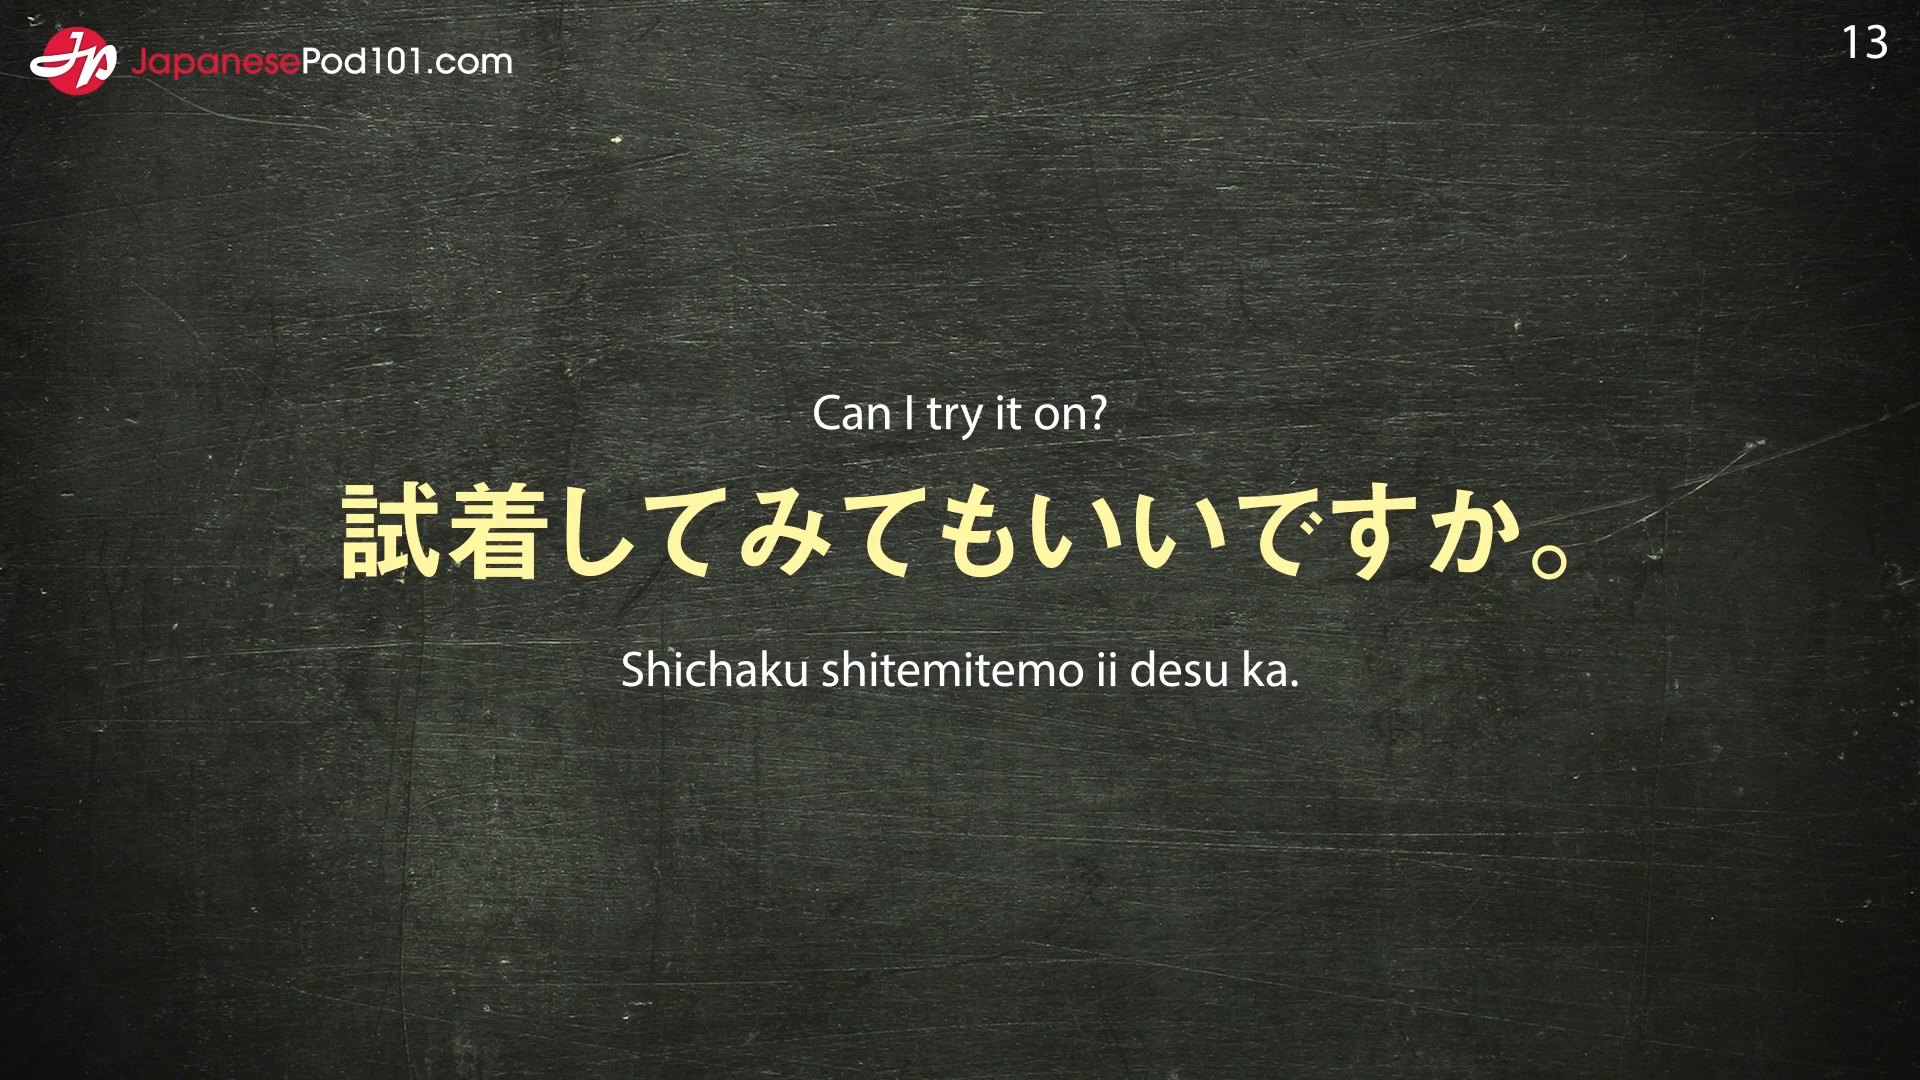 JapanesePod101.com
13
Can I try it on?
試着してみてもいいですか。
Shichaku shitemitemo ii desu ka.